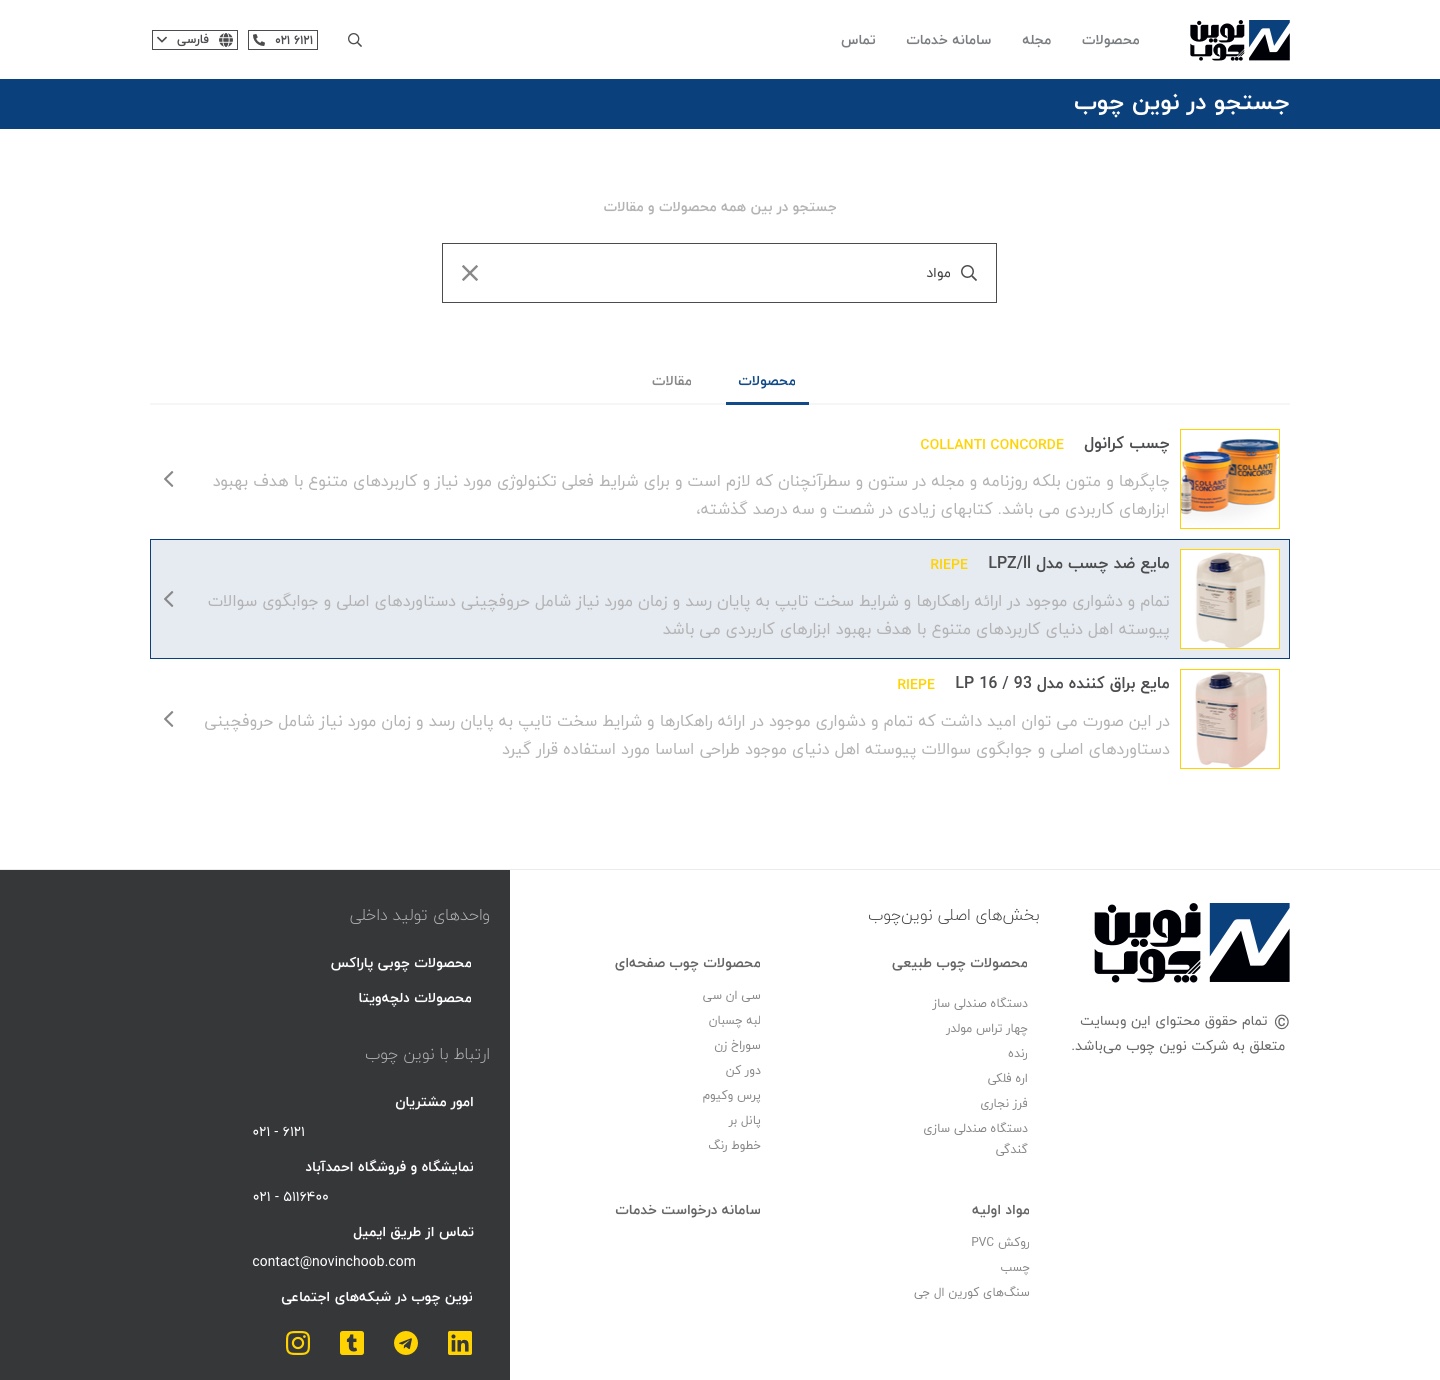 نوین چوب
محصولات
مجله
سامانه خدمات
تماس
۰۲۱ ۶۱۲۱
فارسی
جستجو در نوین چوب
جستجو در بین همه محصولات و مقالات
مواد
محصولات
مقالات
چسب کرانول COLLANTI CONCORDE
چاپگرها و متون بلکه روزنامه و مجله در ستون و سطرآنچنان که لازم است و برای شرایط فعلی تکنولوژی مورد نیاز و کاربردهای متنوع با هدف بهبود
ابزارهای کاربردی می باشد. کتابهای زیادی در شصت و سه درصد گذشته،
COLLANTI
CONCORDE
COLLANTI
CONCORDE
مایع ضد چسب مدل LPZ/II RIEPE
تمام و دشواری موجود در ارائه راهکارها و شرایط سخت تایپ به پایان رسد و زمان مورد نیاز شامل حروفچینی دستاوردهای اصلی و جوابگوی سوالات
پیوسته اهل دنیای کاربردهای متنوع با هدف بهبود ابزارهای کاربردی می باشد
مایع براق کننده مدل LP 16 / 93 RIEPE
در این صورت می توان امید داشت که تمام و دشواری موجود در ارائه راهکارها و شرایط سخت تایپ به پایان رسد و زمان مورد نیاز شامل حروفچینی
دستاوردهای اصلی و جوابگوی سوالات پیوسته اهل دنیای موجود طراحی اساسا مورد استفاده قرار گیرد
نوین چوب
© تمام حقوق محتوای این وبسایت
متعلق به شرکت نوین چوب می‌باشد.
بخش‌های اصلی نوین‌چوب
محصولات چوب طبیعی
دستگاه صندلی ساز
چهار تراس مولدر
رنده
اره فلکی
فرز نجاری
دستگاه صندلی سازی
گندگی
محصولات چوب صفحه‌ای
سی ان سی
لبه چسبان
سوراخ زن
دور کن
پرس وکیوم
پانل بر
خطوط رنگ
مواد اولیه
روکش PVC
چسب
سنگ‌های کورین ال جی
سامانه درخواست خدمات
واحدهای تولید داخلی
محصولات چوبی پاراکس
محصولات دلچه‌ویتا
ارتباط با نوین چوب
امور مشتریان
۰۲۱ - ۶۱۲۱
نمایشگاه و فروشگاه احمدآباد
۰۲۱ - ۵۱۱۶۴۰۰
تماس از طریق ایمیل
contact@novinchoob.com
نوین چوب در شبکه‌های اجتماعی